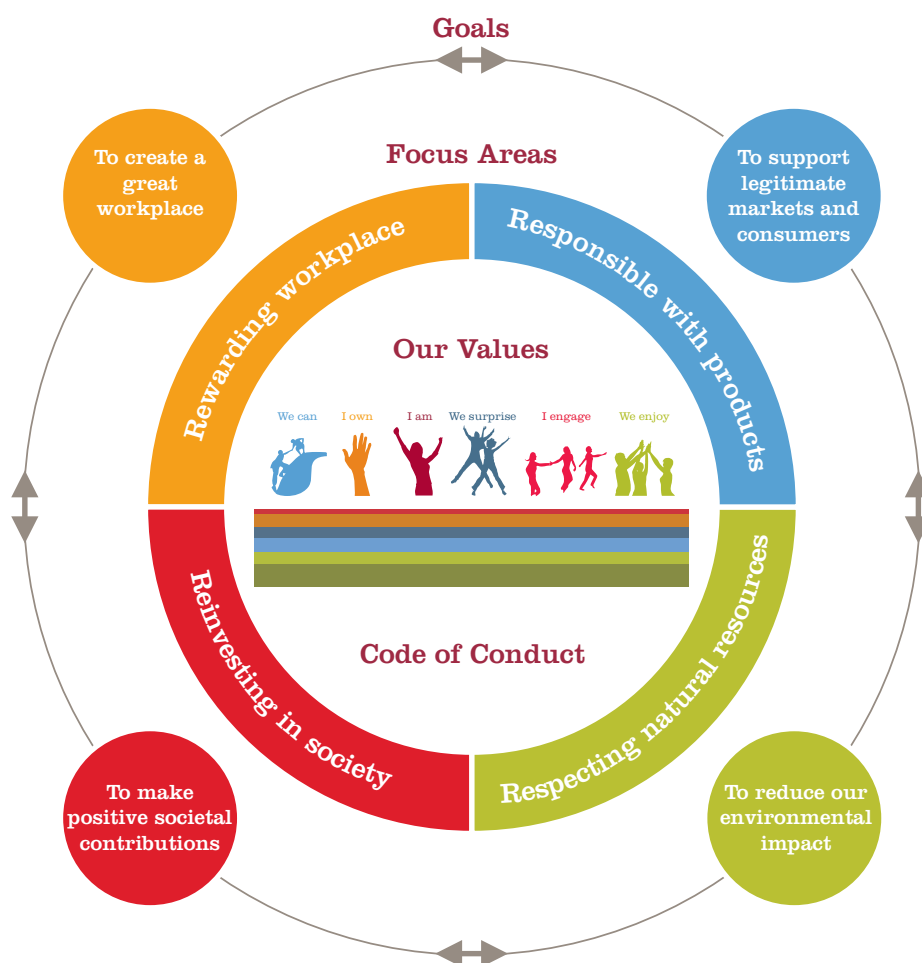 Goals
To create a
great
workplace
To support
legitimate
markets and
consumers
Focus Areas
Rewarding workplace
Responsible with products
Our Values
We can
I own
I am
We surprise
I engage
We enjoy
Code of Conduct
Reinvesting in society
Respecting natural resources
To make
positive societal
contributions
To reduce our
environmental
impact